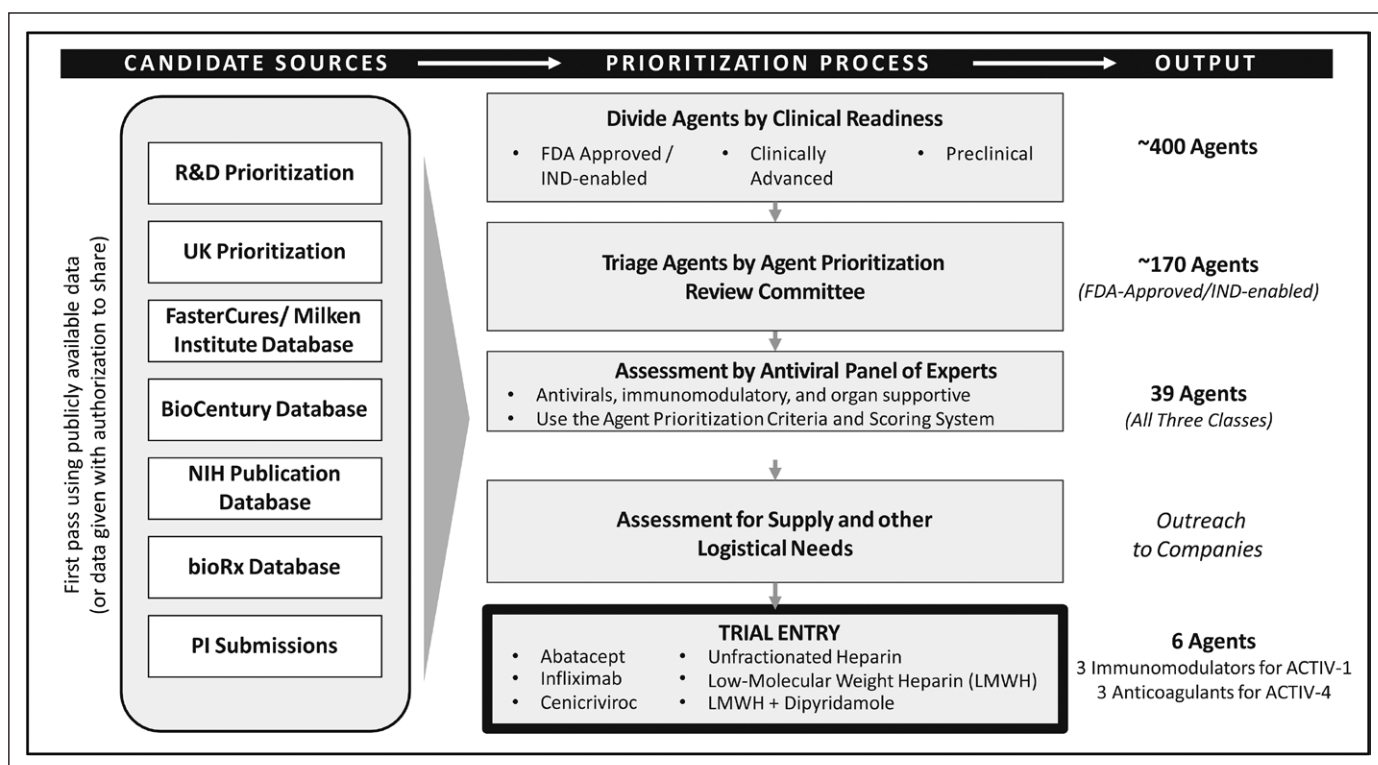 CANDIDATE SOURCES
PRIORITIZATION PROCESS
OUTPUT
First pass using publicly available data
(or data given with authorization to share)
R&D Prioritization
UK Prioritization
FasterCures/ Milken
Institute Database
BioCentury Database
NIH Publication
Database
bioRx Database
PI Submissions
Divide Agents by Clinical Readiness
• FDA Approved /
IND-enabled
• Clinically
Advanced
• Preclinical
~400 Agents
Triage Agents by Agent Prioritization
Review Committee
~170 Agents
(FDA-Approved/IND-enabled)
Assessment by Antiviral Panel of Experts
• Antivirals, immunomodulatory, and organ supportive
• Use the Agent Prioritization Criteria and Scoring System
39 Agents
(All Three Classes)
Assessment for Supply and other
Logistical Needs
Outreach
to Companies
TRIAL ENTRY
• Abatacept
• Infliximab
• Cenicriviroc
• Unfractionated Heparin
• Low-Molecular Weight Heparin (LMWH)
• LMWH + Dipyridamole
6 Agents
3 Immunomodulators for ACTIV-1
3 Anticoagulants for ACTIV-4